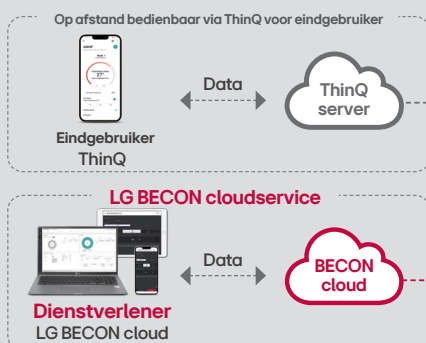 Op afstand bedienbaar via ThinQ voor eindgebruiker
Data
ThinQ
server
Eindgebruiker
ThinQ
LG BECON cloudservice
Data
BECON
cloud
Dienstverlener
LG BECON cloud